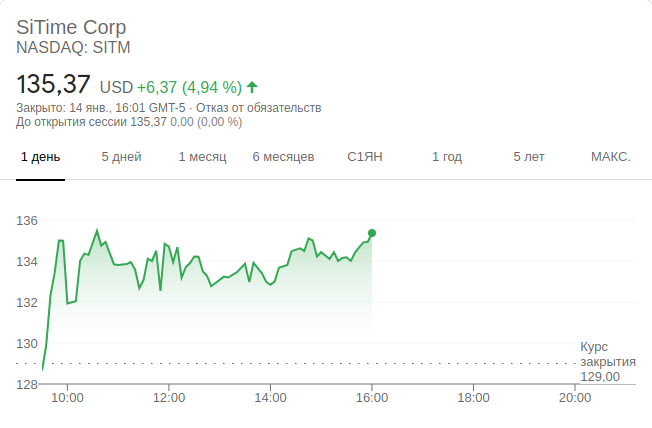 SiTime Corp
NASDAQ: SITM
135,37 USD +6,37 (4,94 %)
Закрыто: 14 янв., 16:01 GMT-5 · Отказ от обязательств
До открытия сессии 135,37 0,00 (0,00 %)
1 день 5 дней 1 месяц 6 месяцев С1ЯН 1 год 5 лет МАКС.
136
134
132
130
128
Курс
закрытия
129,00
10:00 12:00 14:00 16:00 18:00 20:00